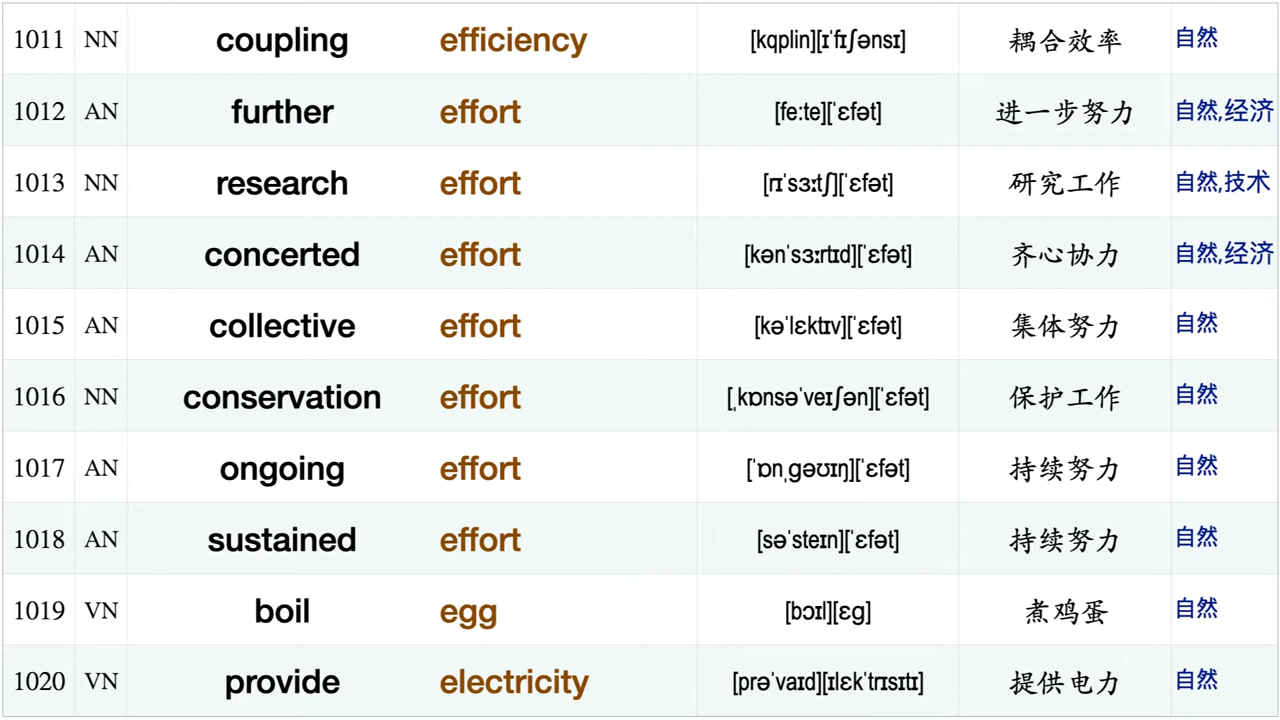 1011 NN coupling efficiency [kqplin][ɪˈfɪʃənsɪ] 耦合效率 自然
1012 AN further effort [fe:te][ˈɛfət] 进一步努力 自然,经济
1013 NN research effort [rɪˈsɜːtʃ][ˈɛfət] 研究工作 自然,技术
1014 AN concerted effort [kənˈsɜːrtɪd][ˈɛfət] 齐心协力 自然,经济
1015 AN collective effort [kəˈlɛktɪv][ˈɛfət] 集体努力 自然
1016 NN conservation effort [ˌkɒnsəˈveɪʃən][ˈɛfət] 保护工作 自然
1017 AN ongoing effort [ˈɒnˌɡəʊɪŋ][ˈɛfət] 持续努力 自然
1018 AN sustained effort [səˈsteɪn][ˈɛfət] 持续努力 自然
1019 VN boil egg [bɔɪl][ɛg] 煮鸡蛋 自然
1020 VN provide electricity [prəˈvaɪd][ɪlɛkˈtrɪsɪtɪ] 提供电力 自然